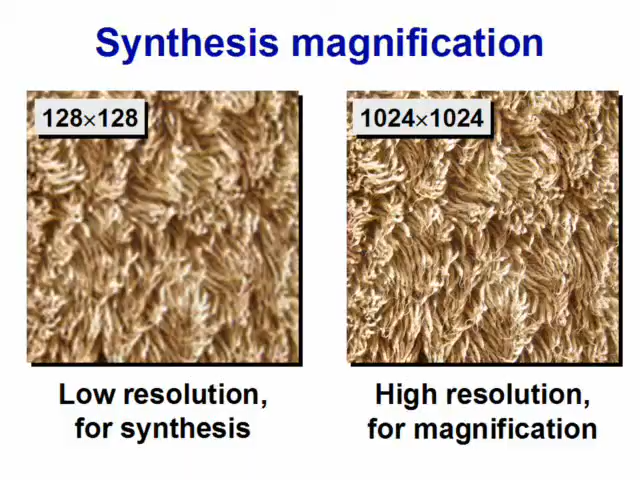 Synthesis magnification
128×128
1024×1024
Low resolution,
for synthesis
High resolution,
for magnification